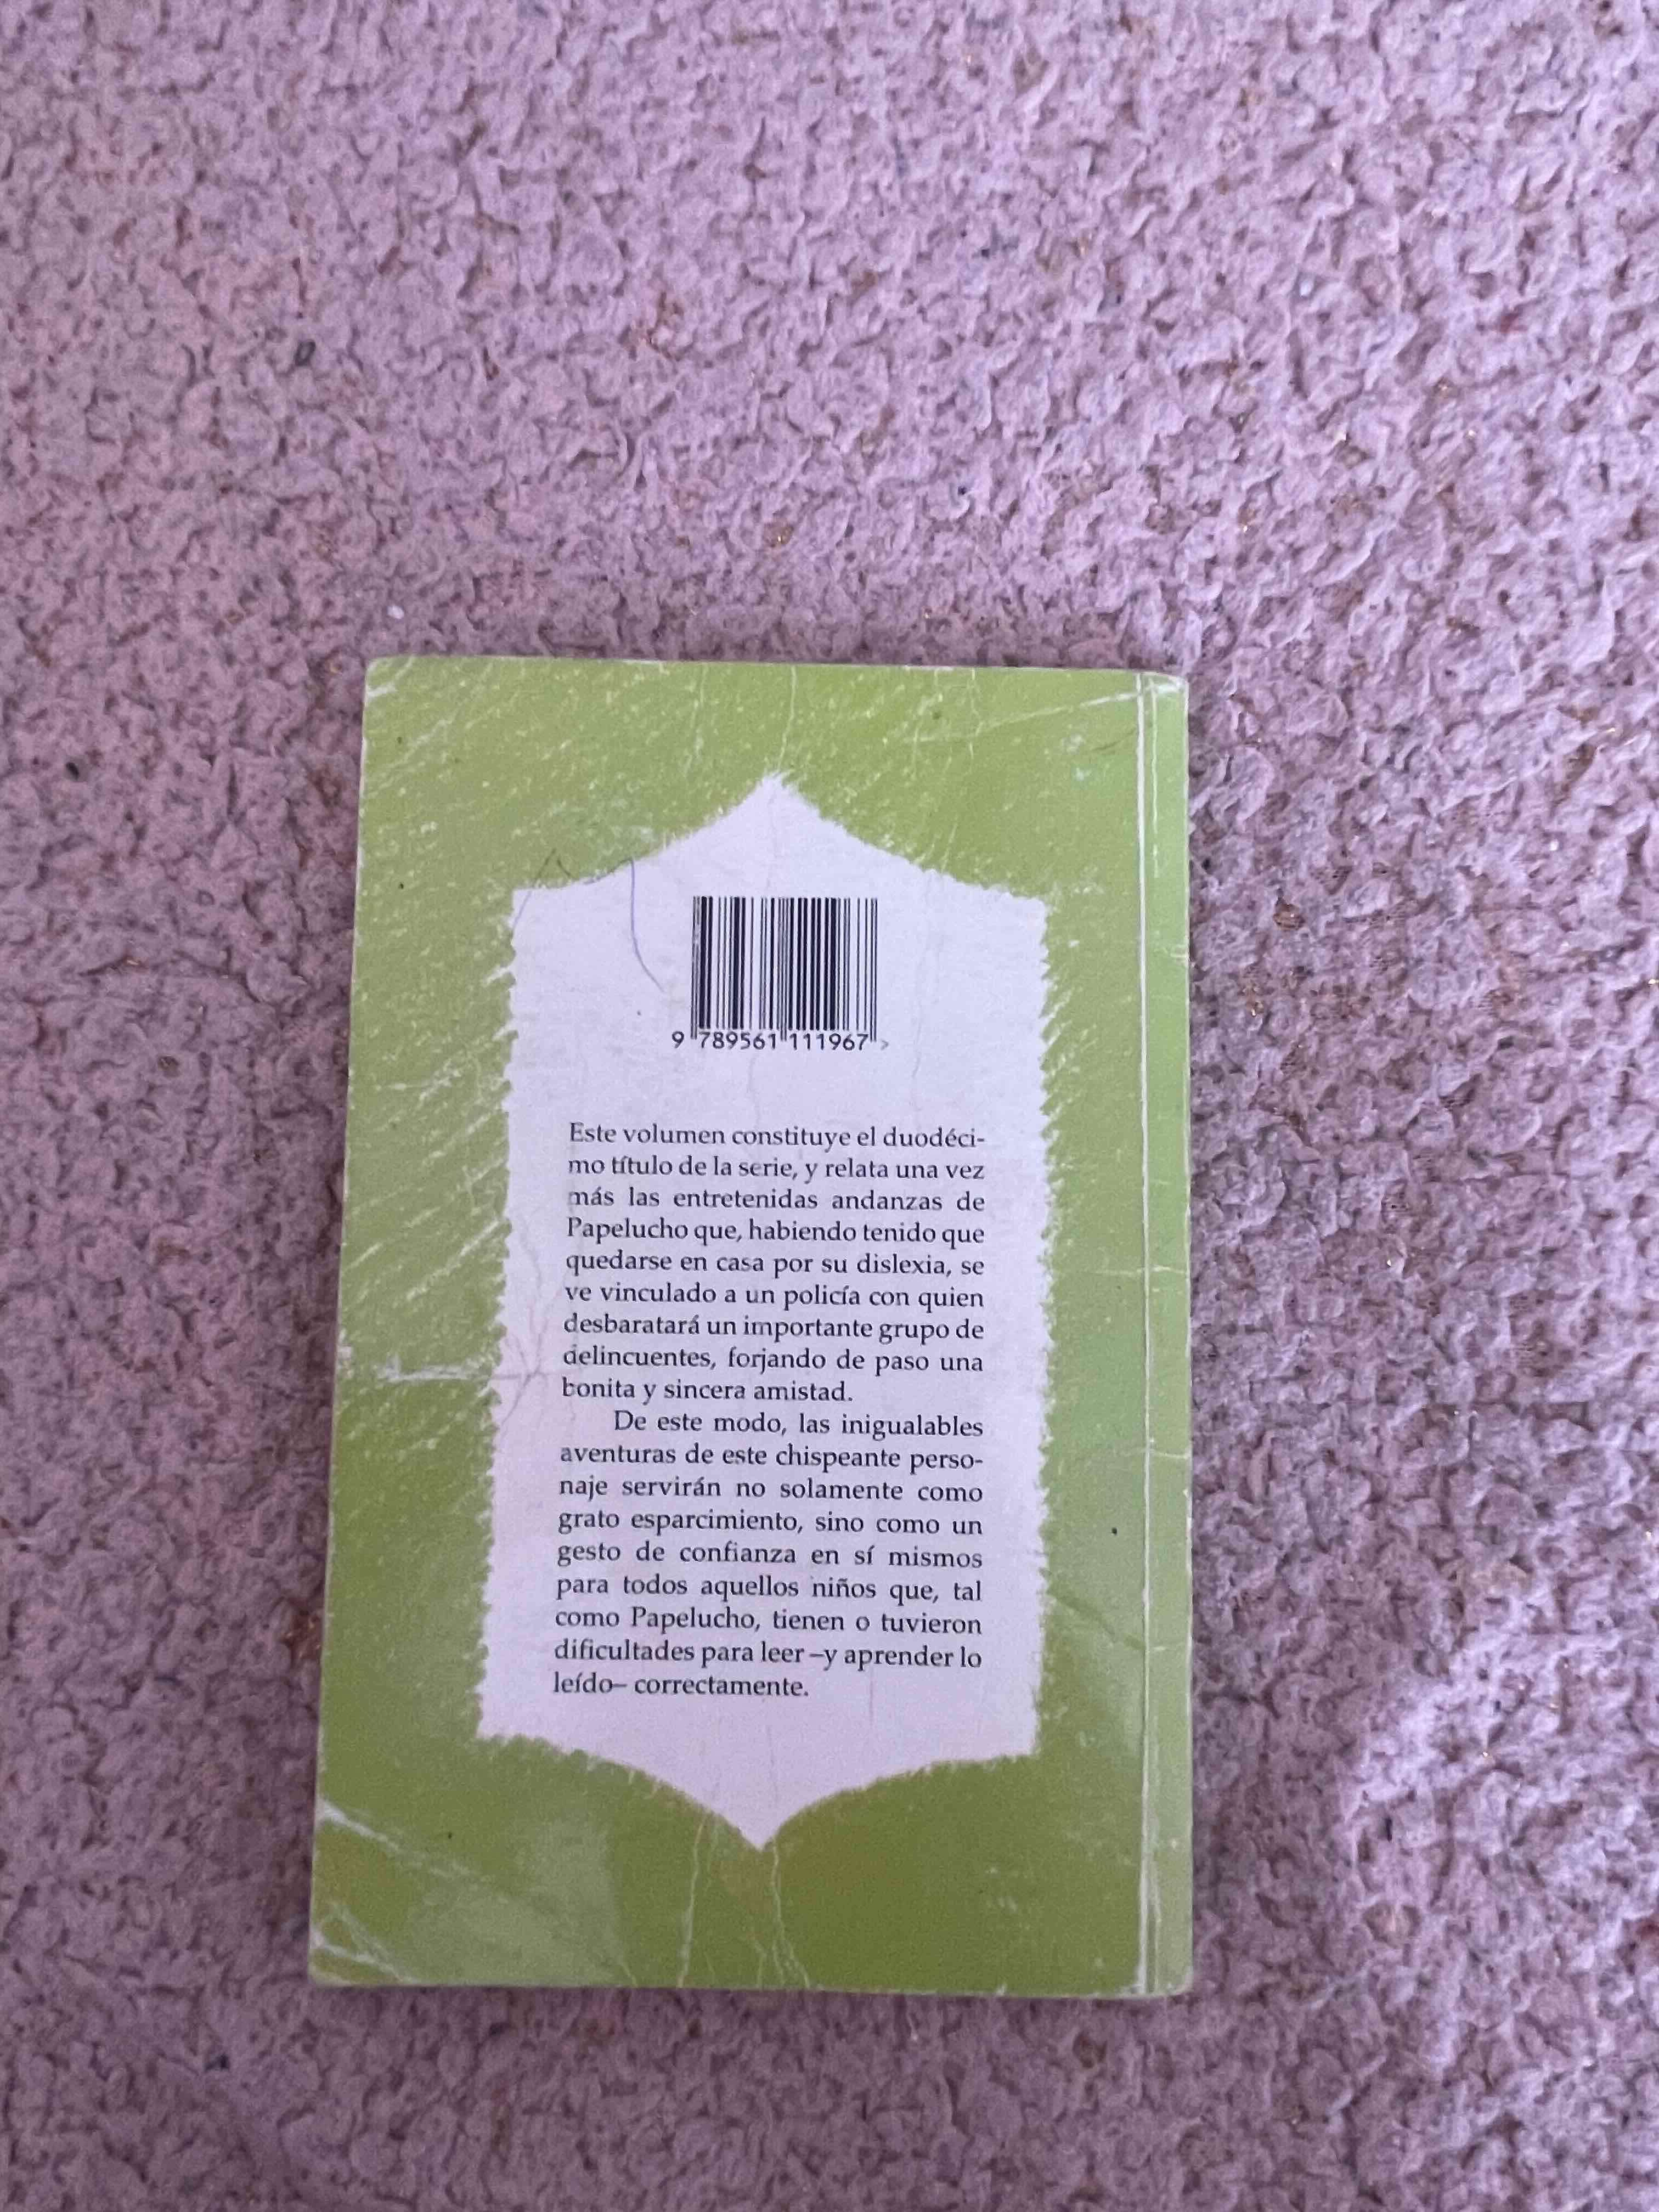 9 789561 111967 >
Este volumen constituye el duodéci-
mo título de la serie, y relata una vez
más las entretenidas andanzas de
Papelucho que, habiendo tenido que
quedarse en casa por su dislexia, se
ve vinculado a un policía con quien
desbaratará un importante grupo de
delincuentes, forjando de paso una
bonita y sincera amistad.
De este modo, las inigualables
aventuras de este chispeante perso-
naje servirán no solamente como
grato esparcimiento, sino como un
gesto de confianza en sí mismos
para todos aquellos niños que, tal
como Papelucho, tienen o tuvieron
dificultades para leer –y aprender lo
leído– correctamente.